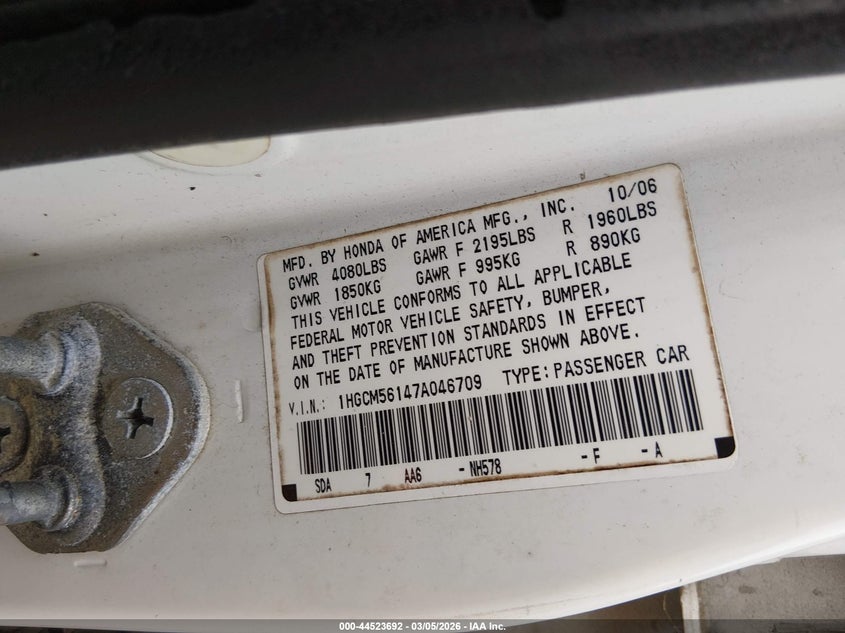 MFD. BY HONDA OF AMERICA MFG., INC. 10/06
GVWR 4080LBS GAWR F 2195LBS R 1960LBS
GVWR 1850KG GAWR F 995KG R 890KG
THIS VEHICLE CONFORMS TO ALL APPLICABLE
FEDERAL MOTOR VEHICLE SAFETY, BUMPER,
AND THEFT PREVENTION STANDARDS IN EFFECT
ON THE DATE OF MANUFACTURE SHOWN ABOVE.
V.I.N.: 1HGCM56147A046709 TYPE:PASSENGER CAR
SDA 7 AA6 -NH578 -F -A
000-44523692 - 03/05/2026 - IAA Inc.